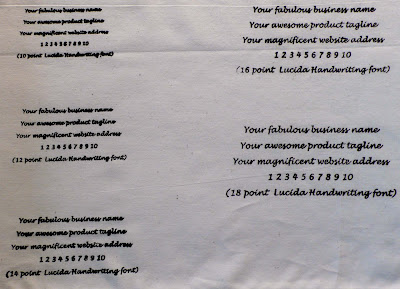 Your fabulous business name
Your awesome product tagline
Your magnificent website address
1 2 3 4 5 6 7 8 9 10
(10 point Lucida Handwriting font)
Your fabulous business name
Your awesome product tagline
Your magnificent website address
1 2 3 4 5 6 7 8 9 10
(12 point Lucida Handwriting font)
Your fabulous business name
Your awesome product tagline
Your magnificent website address
1 2 3 4 5 6 7 8 9 10
(14 point Lucida Handwriting font)
Your fabulous business name
Your awesome product tagline
Your magnificent website address
1 2 3 4 5 6 7 8 9 10
(16 point Lucida Handwriting font)
Your fabulous business name
Your awesome product tagline
Your magnificent website address
1 2 3 4 5 6 7 8 9 10
(18 point Lucida Handwriting font)